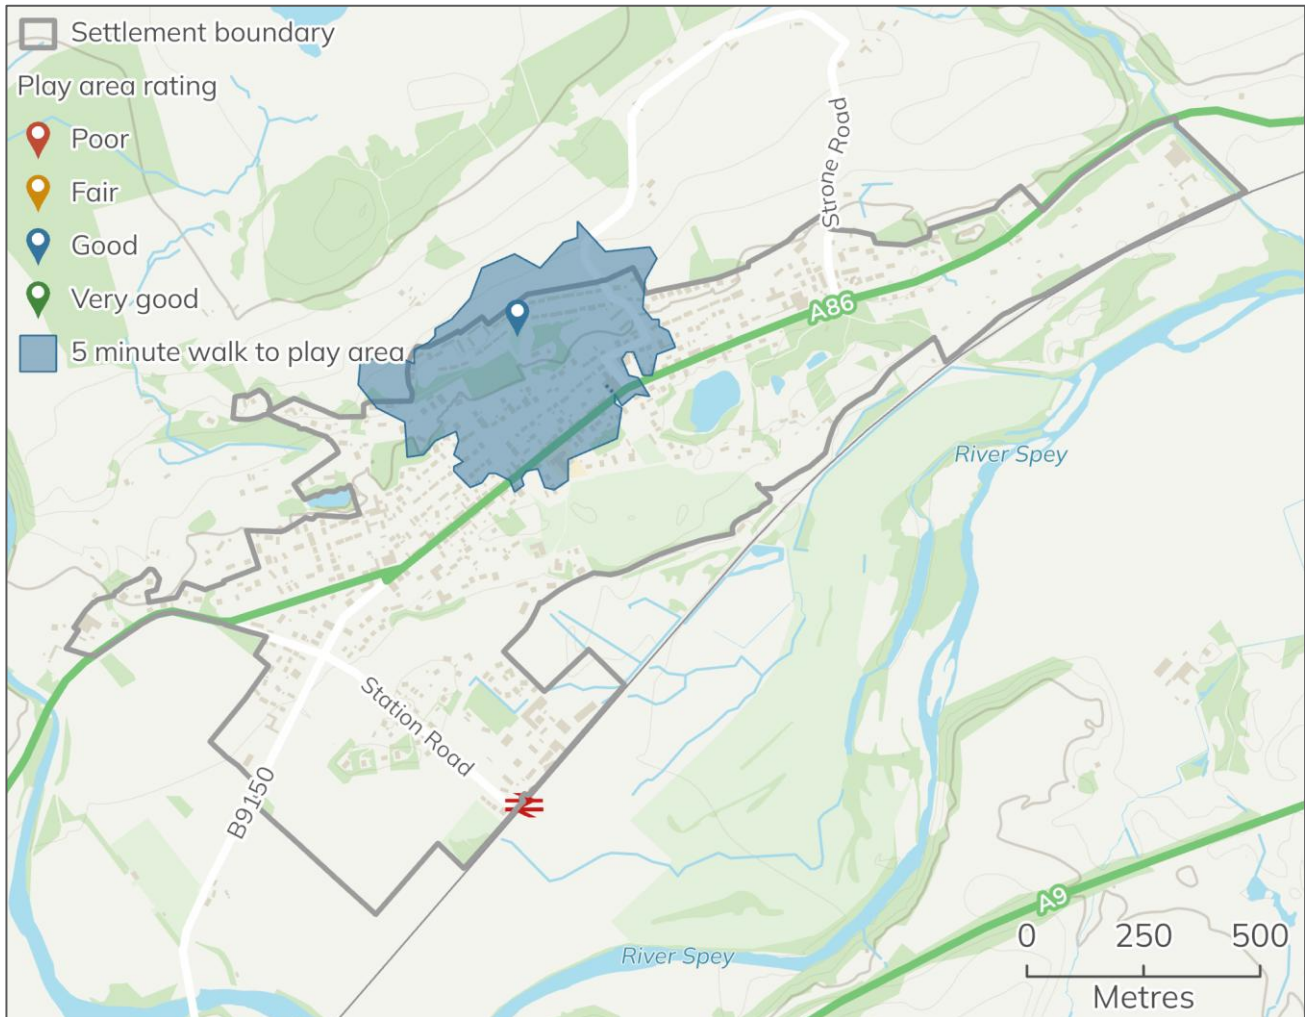 Settlement boundary
Play area rating
Poor
Fair
Good
Very good
5 minute walk to play area
Strone Road
A86
River Spey
Station Road
B9150
A9
River Spey
0 250 500
Metres